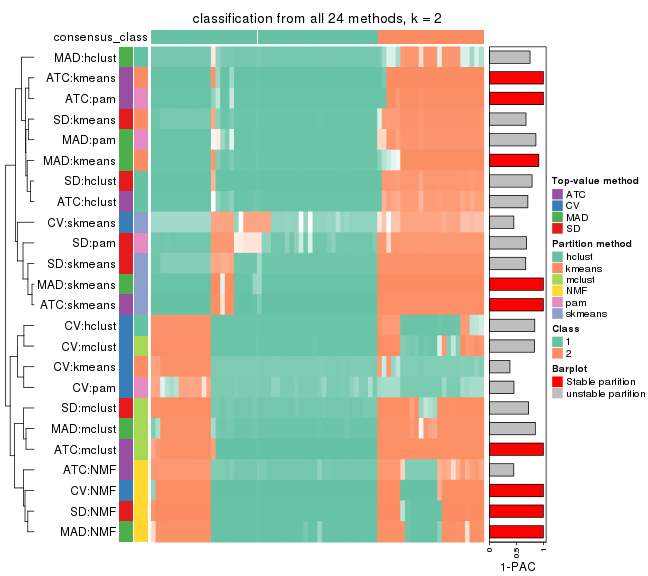 classification from all 24 methods, k = 2
consensus_class
MAD:hclust
ATC:kmeans
ATC:pam
SD:kmeans
MAD:pam
MAD:kmeans
SD:hclust
ATC:hclust
CV:skmeans
SD:pam
SD:skmeans
MAD:skmeans
ATC:skmeans
CV:hclust
CV:mclust
CV:kmeans
CV:pam
SD:mclust
MAD:mclust
ATC:mclust
ATC:NMF
CV:NMF
SD:NMF
MAD:NMF
0
0.5
1
1-PAC
Top-value method
ATC
CV
MAD
SD
Partition method
hclust
kmeans
mclust
NMF
pam
skmeans
Class
1
2
Barplot
Stable partition
unstable partition